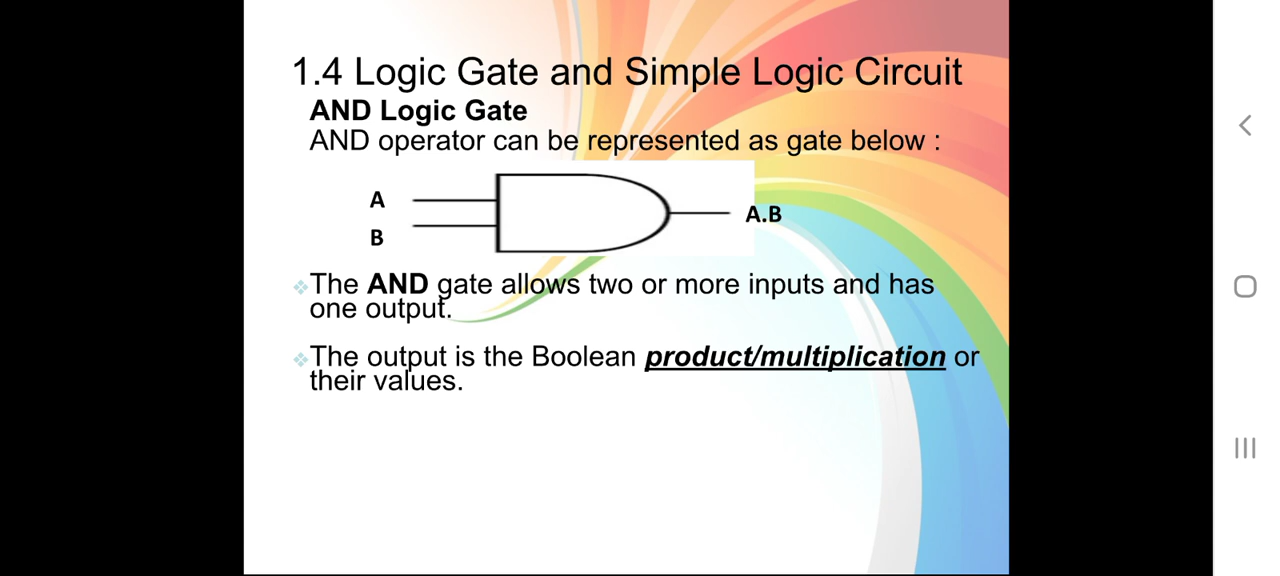 1.4 Logic Gate and Simple Logic Circuit
AND Logic Gate
AND operator can be represented as gate below :
A
A.B
B
The AND gate allows two or more inputs and has
one output.
The output is the Boolean product/multiplication or
their values.